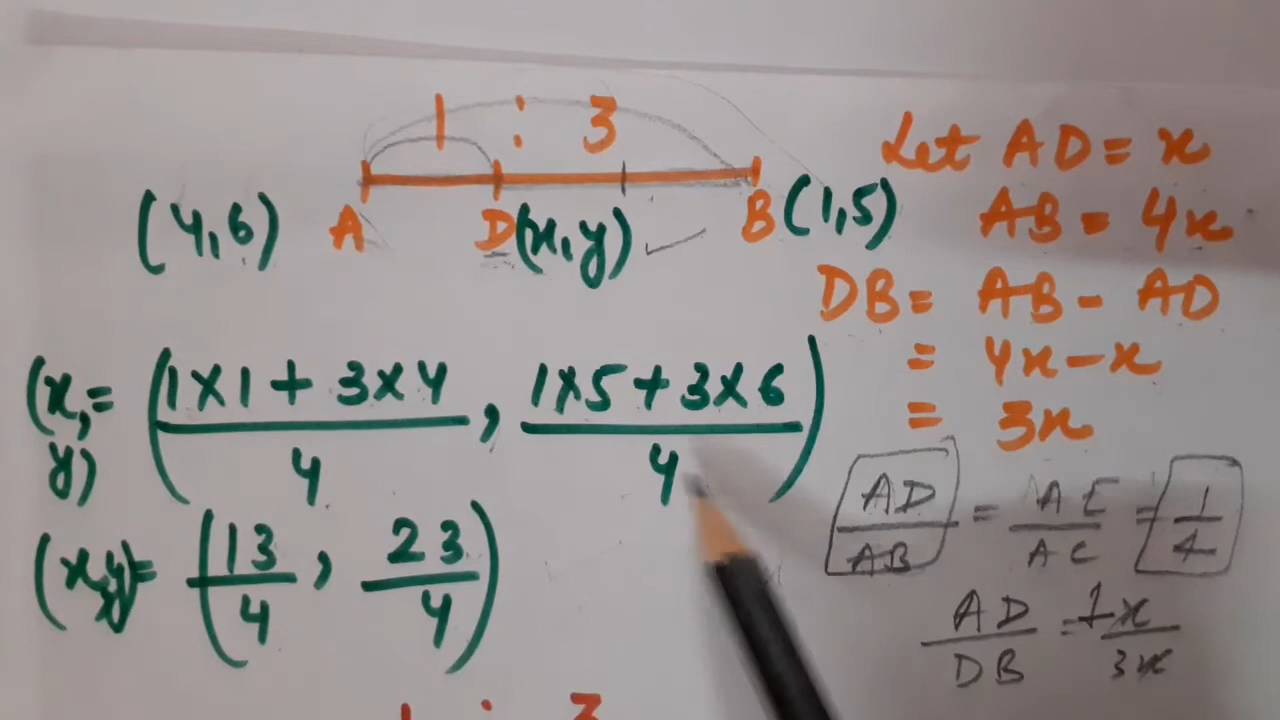 1 : 3
A D B
(4,6) (x,y) (1,5)
Let AD = x
AB = 4x
DB = AB - AD
= 4x - x
= 3x
(x, y) = (1×1 + 3×4 / 4 , 1×5 + 3×6 / 4)
(x,y) = (13/4 , 23/4)
AD/AB = AE/AC = 1/4
AD/DB = 1x/3x
1 : 3